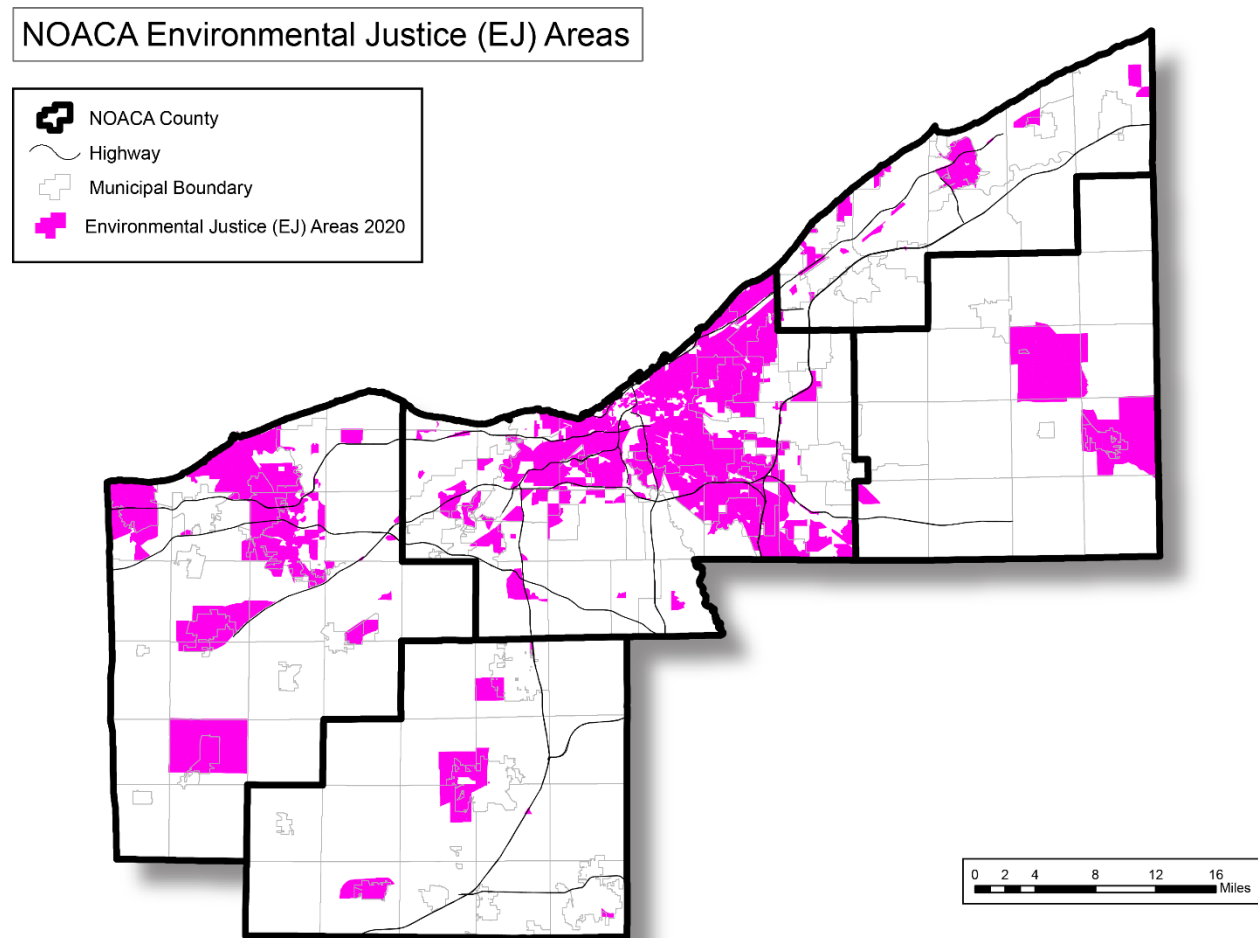 NOACA Environmental Justice (EJ) Areas
NOACA County
Highway
Municipal Boundary
Environmental Justice (EJ) Areas 2020
0 2 4 8 12 16
Miles